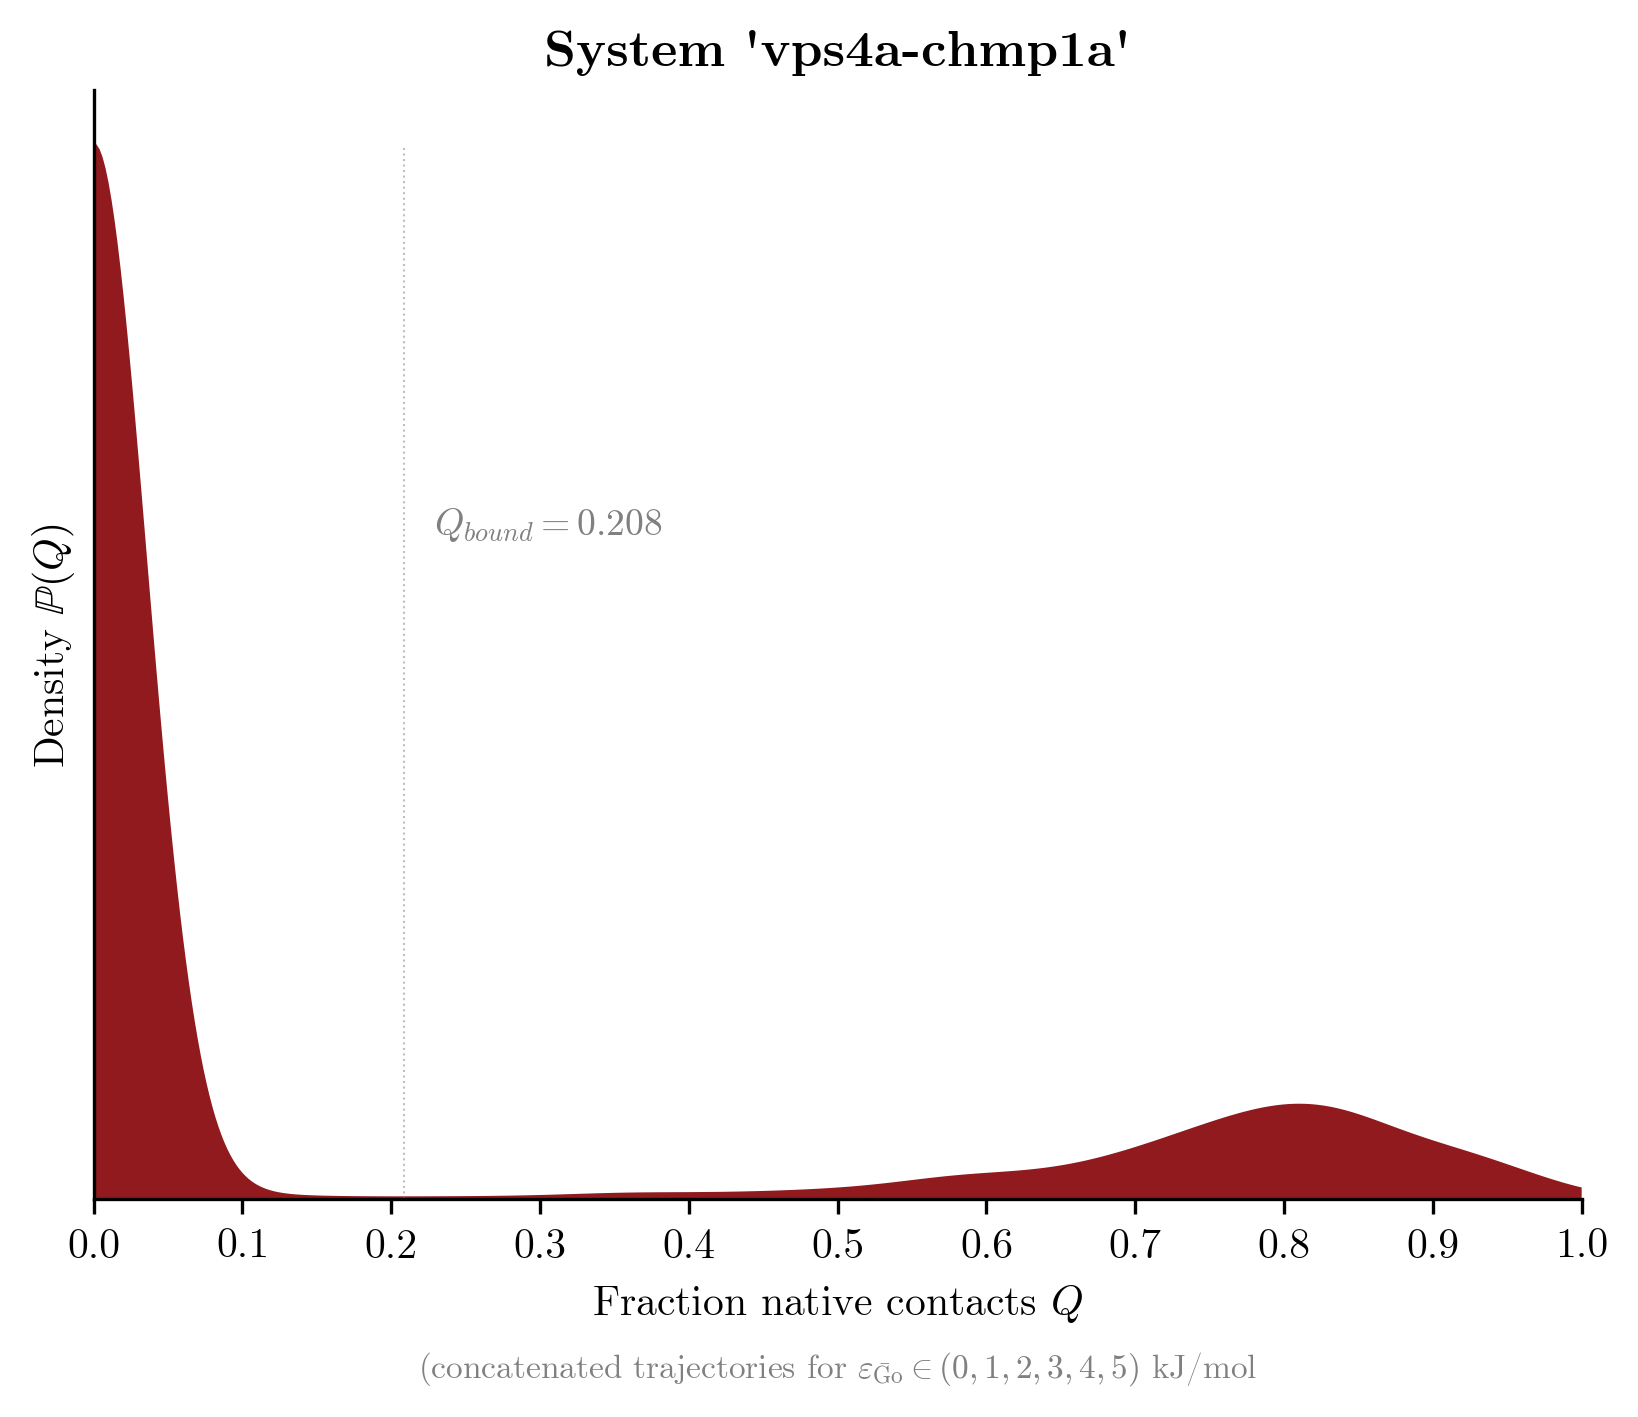 System 'vps4a-chmp1a'
Density ℙ(Q)
Q_bound = 0.208
0.0 0.1 0.2 0.3 0.4 0.5 0.6 0.7 0.8 0.9 1.0
Fraction native contacts Q
(concatenated trajectories for ε_Ḡo ∈ (0, 1, 2, 3, 4, 5) kJ/mol